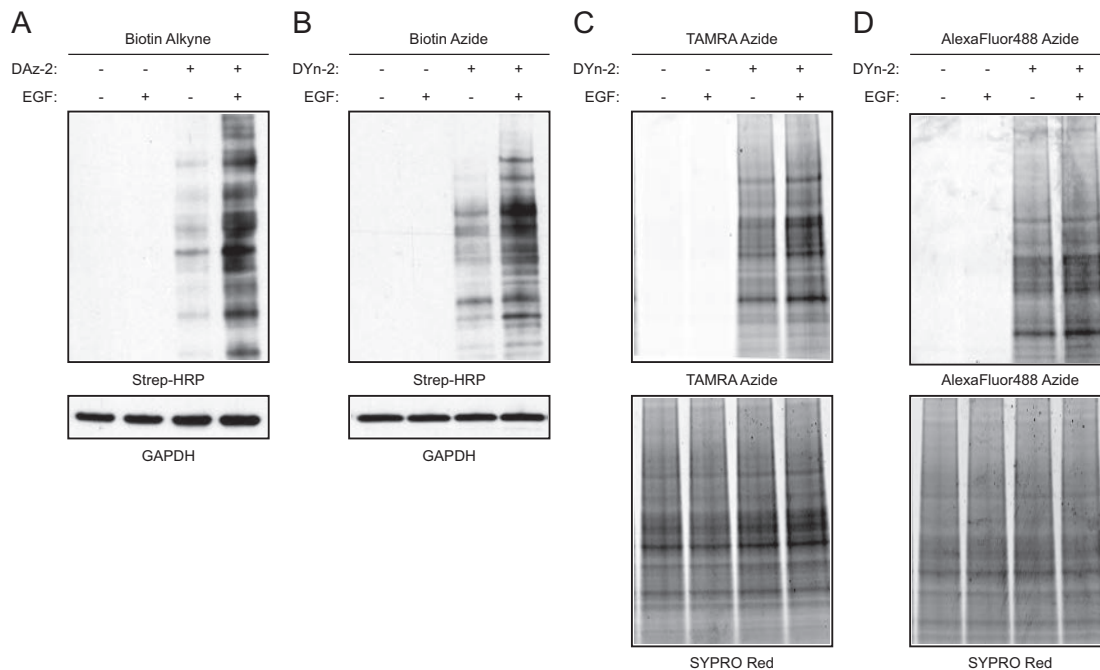 A
Biotin Alkyne
DAz-2: - - + +
EGF: - + - +
Strep-HRP
GAPDH
B
Biotin Azide
DYn-2: - - + +
EGF: - + - +
Strep-HRP
GAPDH
C
TAMRA Azide
DYn-2: - - + +
EGF: - + - +
TAMRA Azide
SYPRO Red
D
AlexaFluor488 Azide
DYn-2: - - + +
EGF: - + - +
AlexaFluor488 Azide
SYPRO Red